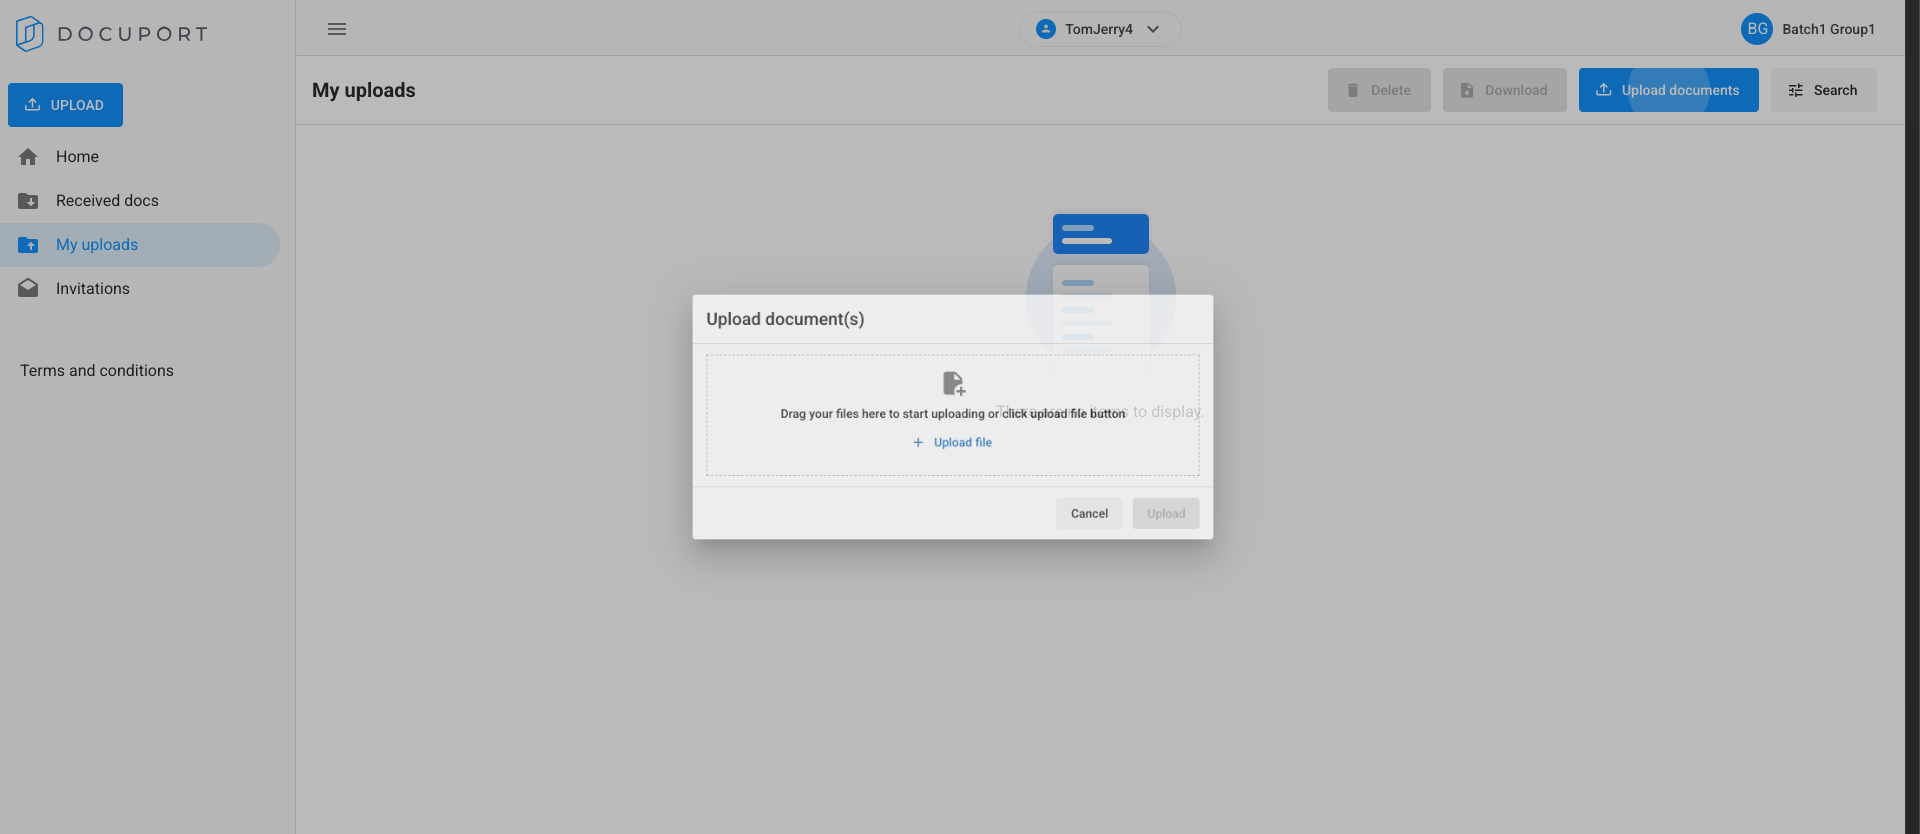 DOCUPORT
TomJerry4
BG Batch1 Group1
UPLOAD
Home
Received docs
My uploads
Invitations
Terms and conditions
My uploads
Delete
Download
Upload documents
Search
Upload document(s)
Drag your files here to start uploading or click upload file button
to display.
Upload file
Cancel
Upload